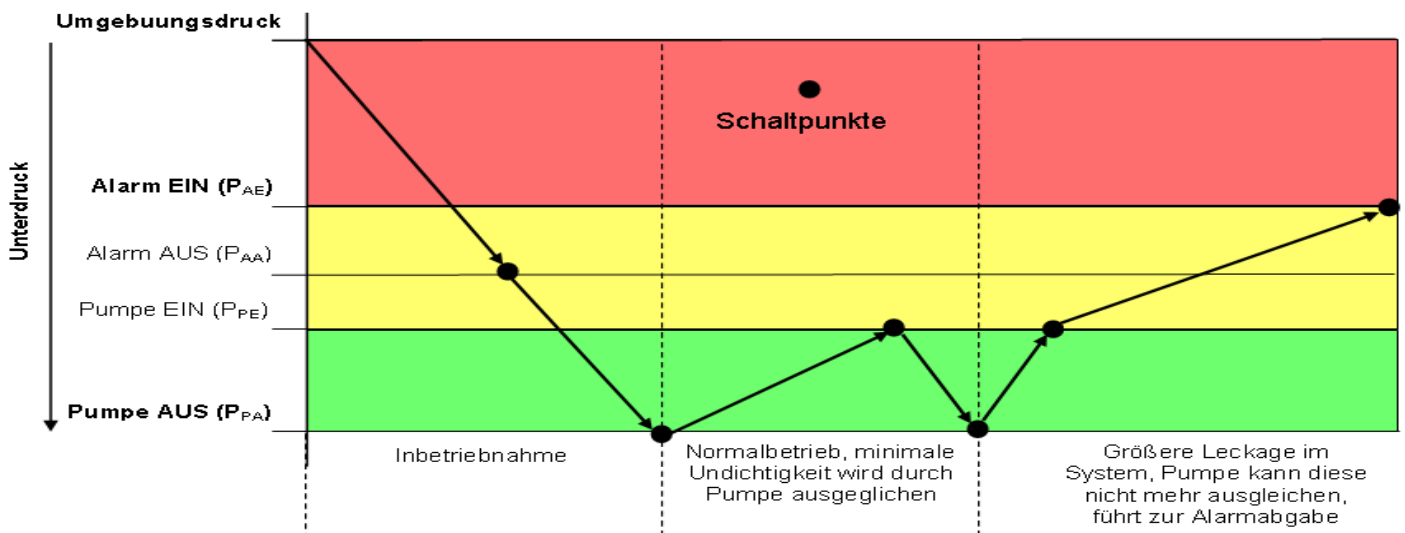 Umgebuungsdruck
Unterdruck
Schaltpunkte
Alarm EIN (PAE)
Alarm AUS (PAA)
Pumpe EIN (PPE)
Pumpe AUS (PPA)
Inbetriebnahme
Normalbetrieb, minimale
Undichtigkeit wird durch
Pumpe ausgeglichen
Größere Leckage im
System, Pumpe kann diese
nicht mehr ausgleichen,
führt zur Alarmabgabe